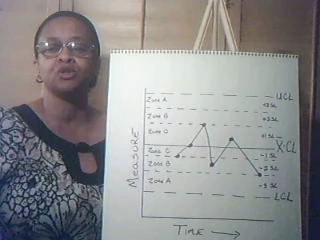 UCL
Zone A
+3 SL
Zone B
+2 SL
Zone C
+1 SL
X-CL
Zone C
-1 SL
Zone B
-2 SL
Zone A
-3 SL
LCL
MEASURE
TIME